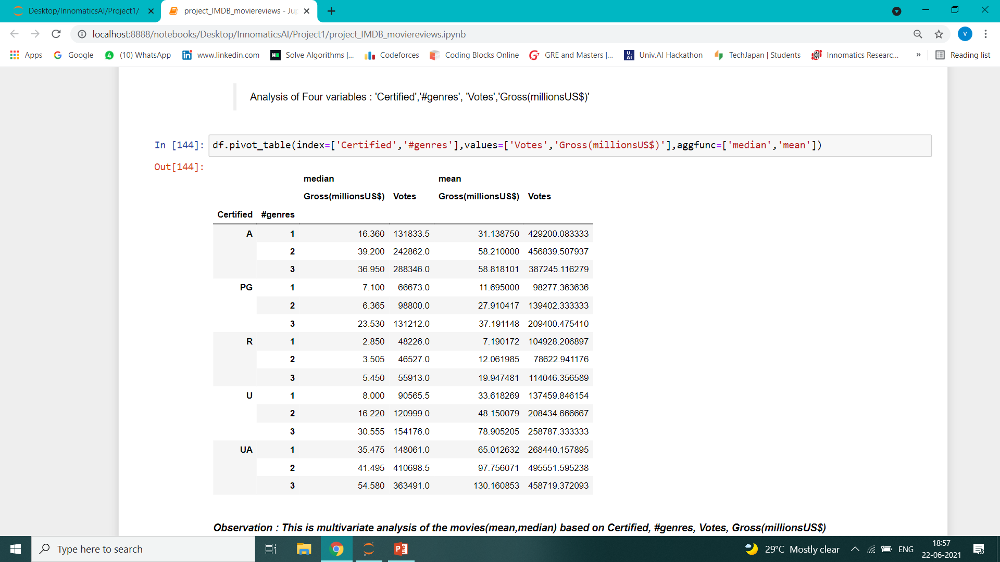 Desktop/InnomaticsAI/Project1/
project_IMDB_moviereviews - Jup
localhost:8888/notebooks/Desktop/InnomaticsAI/Project1/project_IMDB_moviereviews.ipynb
V
Apps Google (10) WhatsApp www.linkedin.com Solve Algorithms |... Codeforces Coding Blocks Online GRE and Masters |... Univ.AI Hackathon TechJapan | Students Innomatics Researc... » Reading list
Analysis of Four variables : 'Certified','#genres', 'Votes','Gross(millionsUS$)'
In [144]: df.pivot_table(index=['Certified','#genres'],values=['Votes','Gross(millionsUS$)'],aggfunc=['median','mean'])
Out[144]:
median mean
Gross(millionsUS$) Votes Gross(millionsUS$) Votes
Certified #genres
A 1 16.360 131833.5 31.138750 429200.083333
2 39.200 242862.0 58.210000 456839.507937
3 36.950 288346.0 58.818101 387245.116279
PG 1 7.100 66673.0 11.695000 98277.363636
2 6.365 98800.0 27.910417 139402.333333
3 23.530 131212.0 37.191148 209400.475410
R 1 2.850 48226.0 7.190172 104928.206897
2 3.505 46527.0 12.061985 78622.941176
3 5.450 55913.0 19.947481 114046.356589
U 1 8.000 90565.5 33.618269 137459.846154
2 16.220 120999.0 48.150079 208434.666667
3 30.555 154176.0 78.905205 258787.333333
UA 1 35.475 148061.0 65.012632 268440.157895
2 41.495 410698.5 97.756071 495551.595238
3 54.580 363491.0 130.160853 458719.372093
Observation : This is multivariate analysis of the movies(mean,median) based on Certified, #genres, Votes, Gross(millionsUS$)
Type here to search
29°C Mostly clear
ENG
18:57
22-06-2021